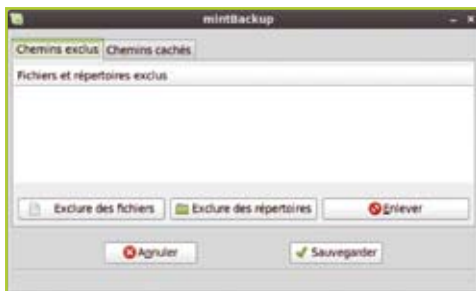 mintBackup
Chemins exclus Chemins cachés
Fichiers et répertoires exclus
Exclure des fichiers Exclure des répertoires Enlever
Annuler Sauvegarder